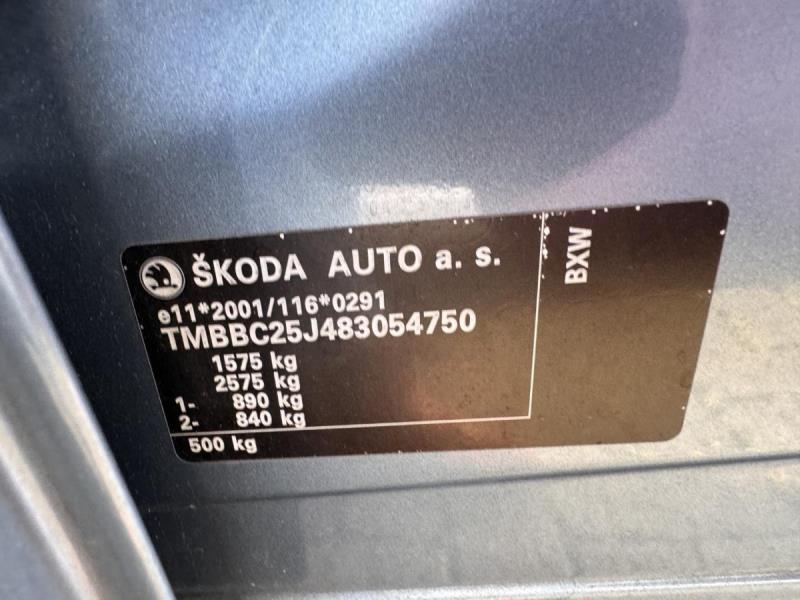 ŠKODA AUTO a. s.
e11*2001/116*0291
TMBBC25J483054750
1575 kg
2575 kg
1- 890 kg
2- 840 kg
500 kg
BXW